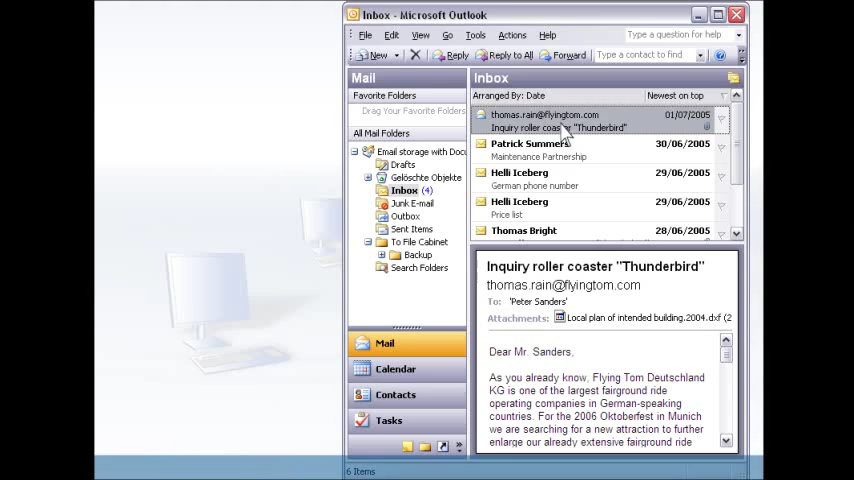 Inbox - Microsoft Outlook
File Edit View Go Tools Actions Help Type a question for help
New Reply Reply to All Forward Type a contact to find
Mail
Favorite Folders
Drag Your Favorite Folders
All Mail Folders
Email storage with Docu
Drafts
Gelöschte Objekte
Inbox (4)
Junk E-mail
Outbox
Sent Items
To File Cabinet
Backup
Search Folders
Mail
Calendar
Contacts
Tasks
Inbox
Arranged By: Date Newest on top
thomas.rain@flyingtom.com 01/07/2005
Inquiry roller coaster "Thunderbird"
Patrick Summers 30/06/2005
Maintenance Partnership
Helli Iceberg 29/06/2005
German phone number
Helli Iceberg 29/06/2005
Price list
Thomas Bright 28/06/2005
Inquiry roller coaster "Thunderbird"
thomas.rain@flyingtom.com
To: 'Peter Sanders'
Attachments: Local plan of intended building.2004.dxf (2
Dear Mr. Sanders,
As you already know, Flying Tom Deutschland
KG is one of the largest fairground ride
operating companies in German-speaking
countries. For the 2006 Oktoberfest in Munich
we are searching for a new attraction to further
enlarge our already extensive fairground ride
6 Items